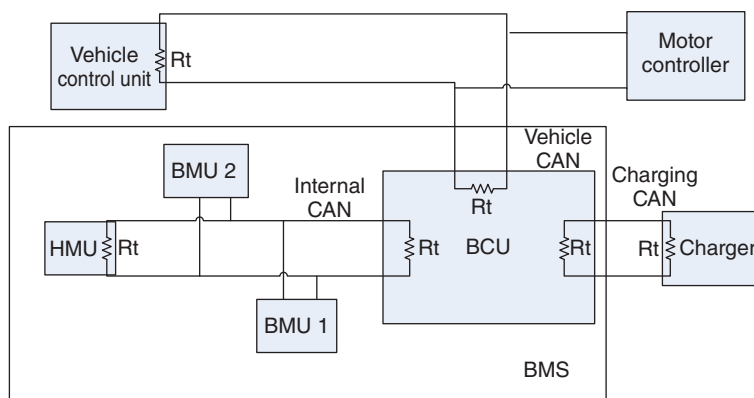 Vehicle
control unit
Rt
Motor
controller
Vehicle
CAN
BMU 2
Internal
CAN
Charging
CAN
Rt
HMU
Rt
Rt
BCU
Rt
Rt
Charger
BMU 1
BMS